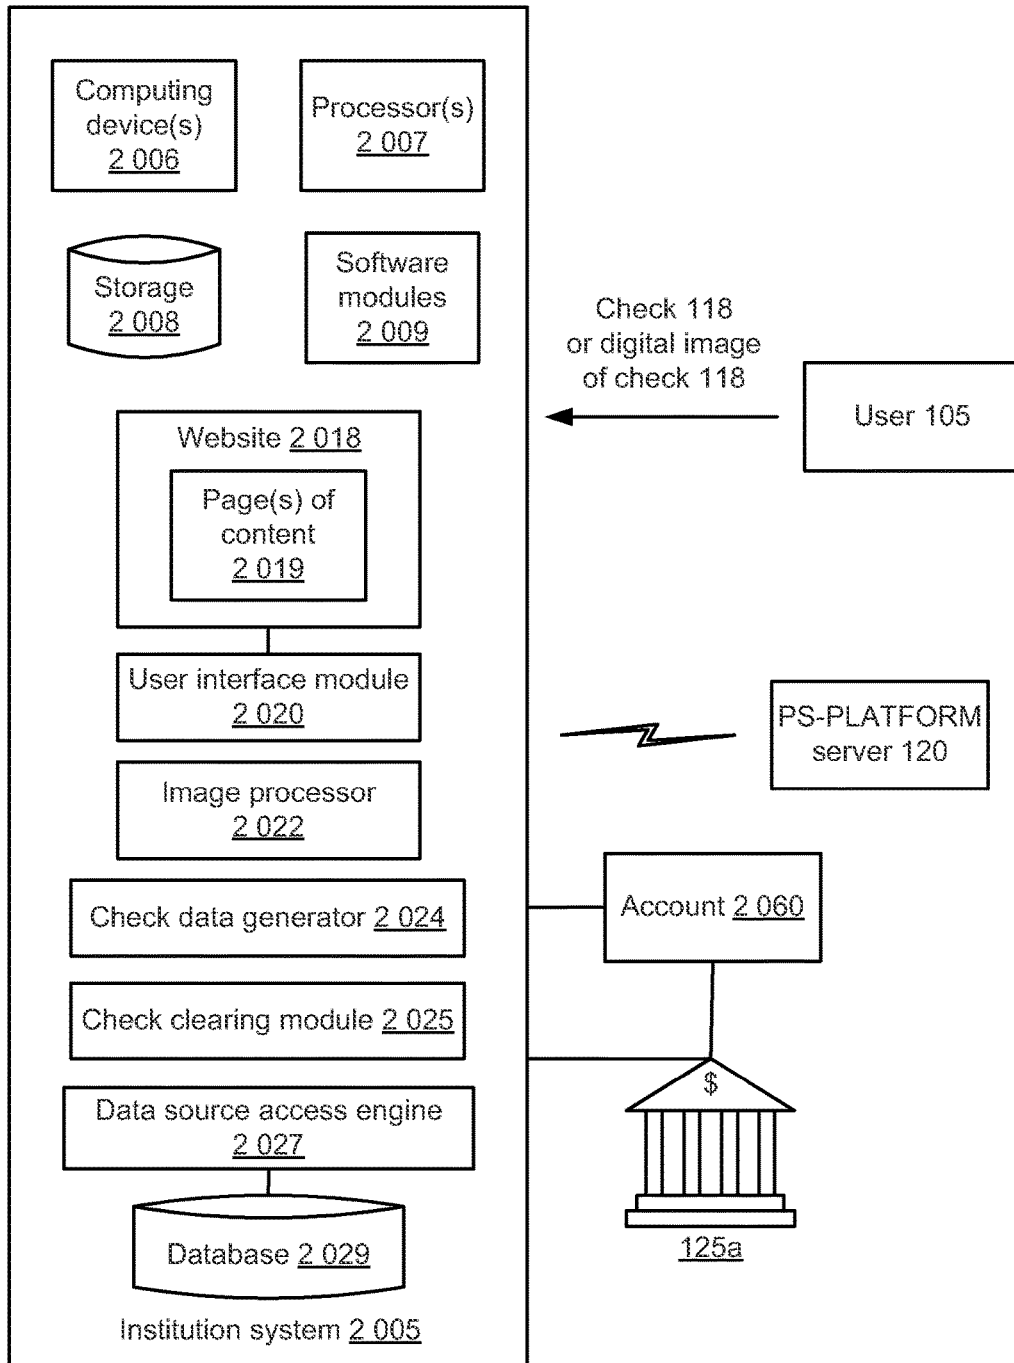 Computing
device(s)
2 006
Processor(s)
2 007
Storage
2 008
Software
modules
2 009
Check 118
or digital image
of check 118
User 105
Website 2 018
Page(s) of
content
2 019
User interface module
2 020
PS-PLATFORM
server 120
Image processor
2 022
Check data generator 2 024
Account 2 060
Check clearing module 2 025
$
Data source access engine
2 027
125a
Database 2 029
Institution system 2 005